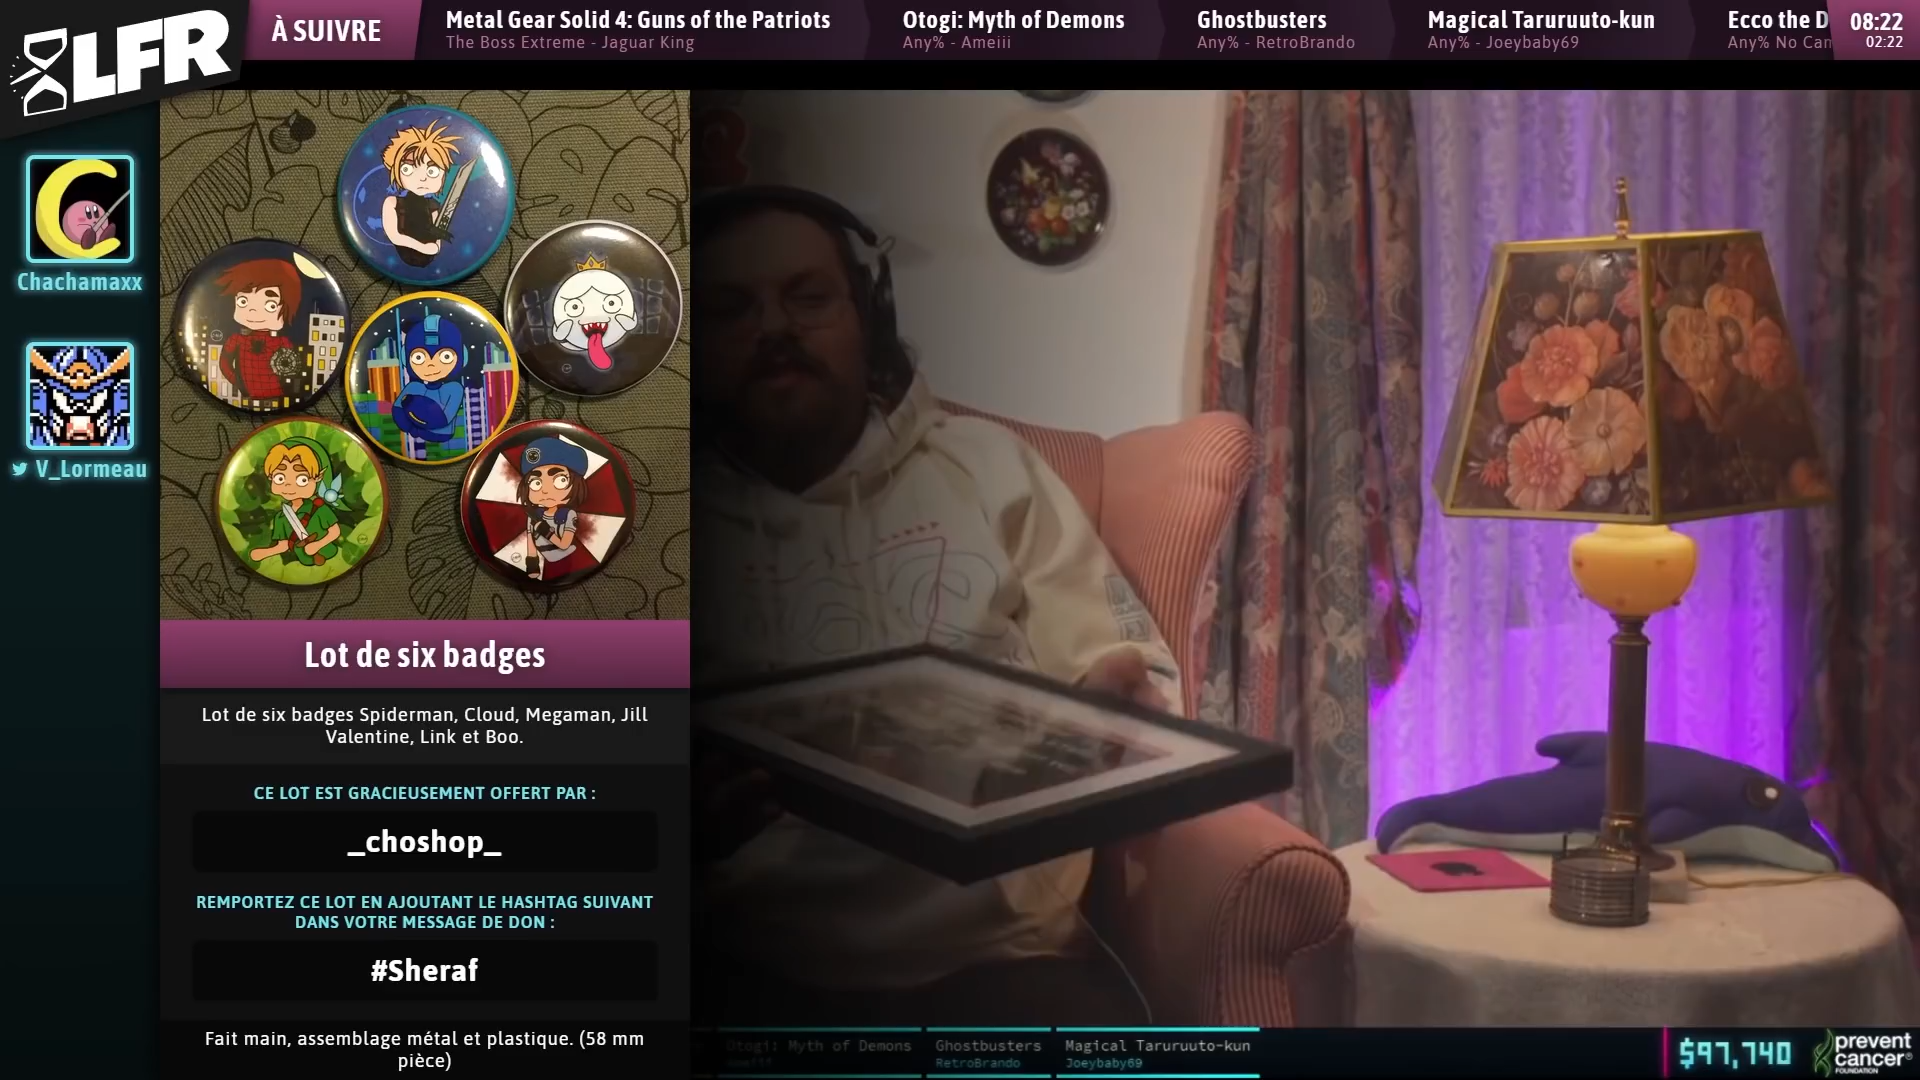 LFR
À SUIVRE
Metal Gear Solid 4: Guns of the Patriots
The Boss Extreme - Jaguar King
Otogi: Myth of Demons
Any% - Ameiii
Ghostbusters
Any% - RetroBrando
Magical Taruruuto-kun
Any% - Joeybaby69
Ecco the D
Any% No Can
08:22
02:22
Chachamaxx
V_Lormeau
Lot de six badges
Lot de six badges Spiderman, Cloud, Megaman, Jill
Valentine, Link et Boo.
CE LOT EST GRACIEUSEMENT OFFERT PAR :
_choshop_
REMPORTEZ CE LOT EN AJOUTANT LE HASHTAG SUIVANT
DANS VOTRE MESSAGE DE DON :
#Sheraf
Fait main, assemblage métal et plastique. (58 mm
pièce)
Otogi: Myth of Demons
Ameiii
Ghostbusters
RetroBrando
Magical Taruruuto-kun
Joeybaby69
$97,740
prevent
cancer
FOUNDATION